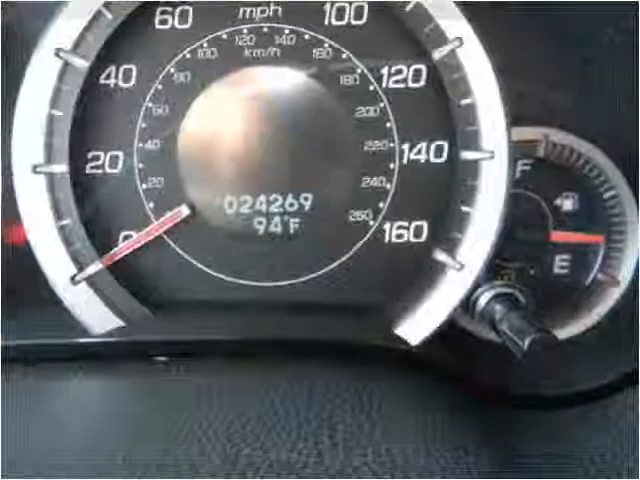 60 mph 100
120 140
100 km/h 160
40 80 180 120
60 200
20 40 220 140
20 240
024269
0 260 160
94°F
F
E